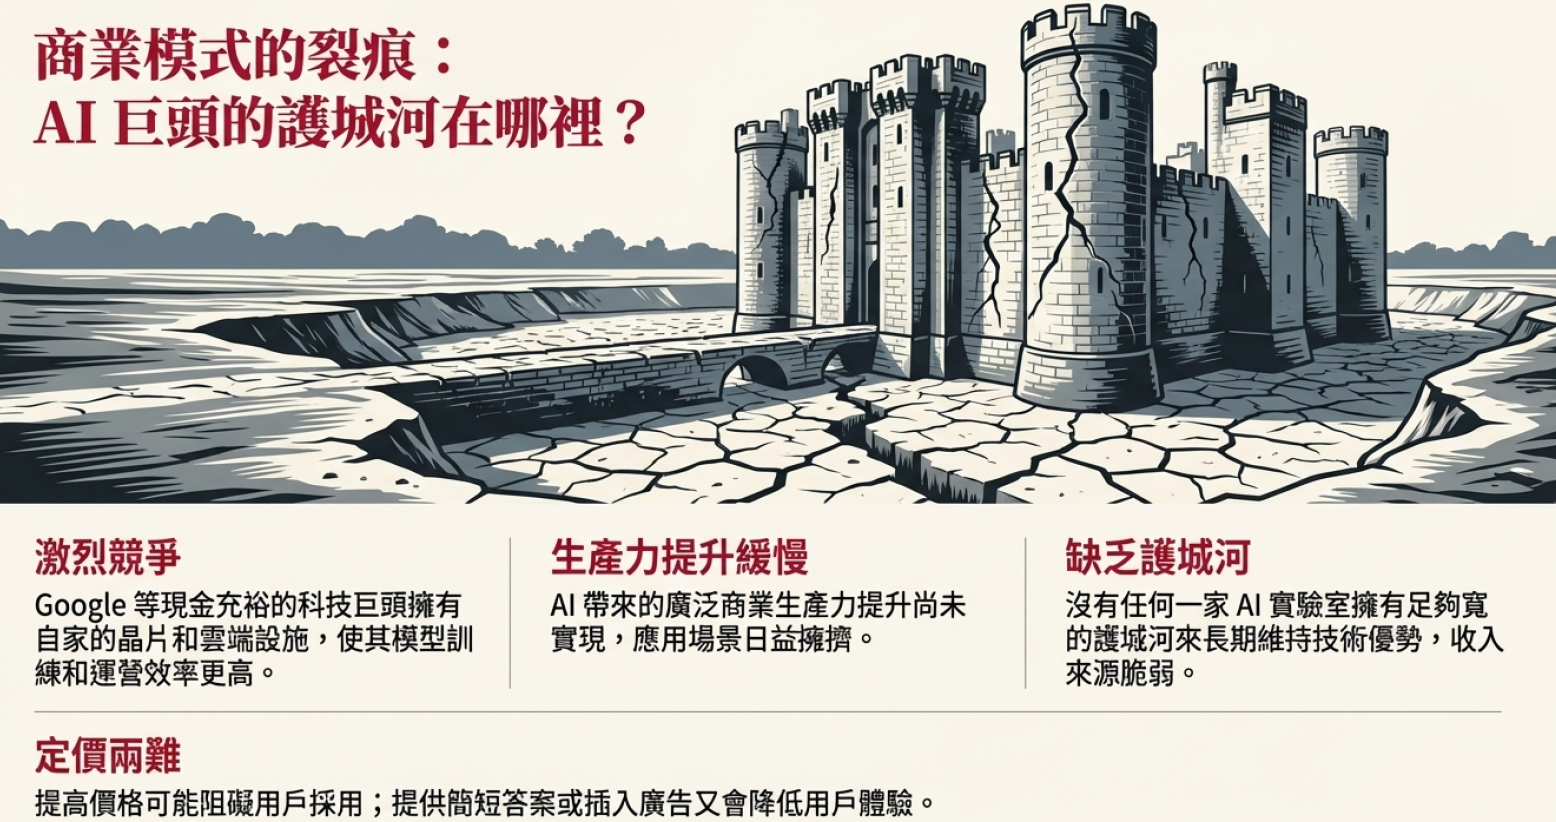 商業模式的裂痕：
AI 巨頭的護城河在哪裡？
激烈競爭
Google 等現金充裕的科技巨頭擁有
自家的晶片和雲端設施，使其模型訓
練和運營效率更高。
生產力提升緩慢
AI 帶來的廣泛商業生產力提升尚未
實現，應用場景日益擁擠。
缺乏護城河
沒有任何一家 AI 實驗室擁有足夠寬
的護城河來長期維持技術優勢，收入
來源脆弱。
定價兩難
提高價格可能阻礙用戶採用；提供簡短答案或插入廣告又會降低用戶體驗。